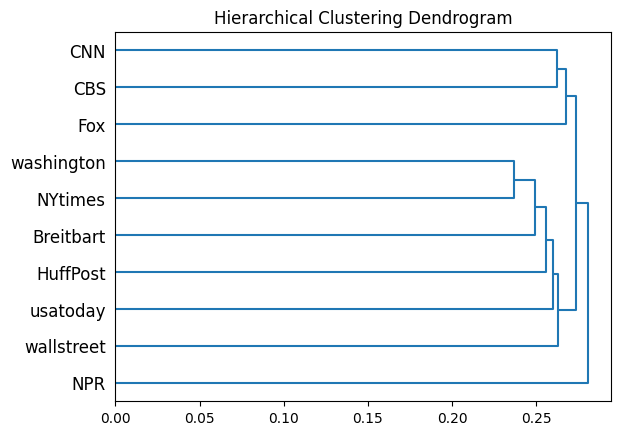 Hierarchical Clustering Dendrogram
CNN
CBS
Fox
washington
NYtimes
Breitbart
HuffPost
usatoday
wallstreet
NPR
0.00 0.05 0.10 0.15 0.20 0.25